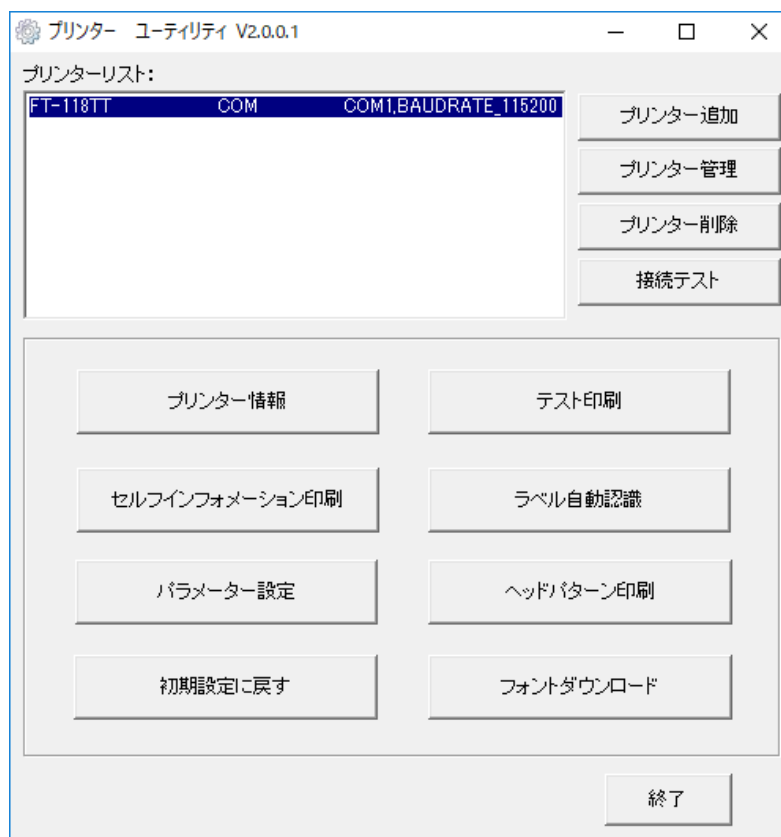 プリンター ユーティリティ V2.0.0.1
プリンターリスト:
FT-118TT COM COM1,BAUDRATE_115200
プリンター追加
プリンター管理
プリンター削除
接続テスト
プリンター情報
テスト印刷
セルフインフォメーション印刷
ラベル自動認識
パラメーター設定
ヘッドパターン印刷
初期設定に戻す
フォントダウンロード
終了